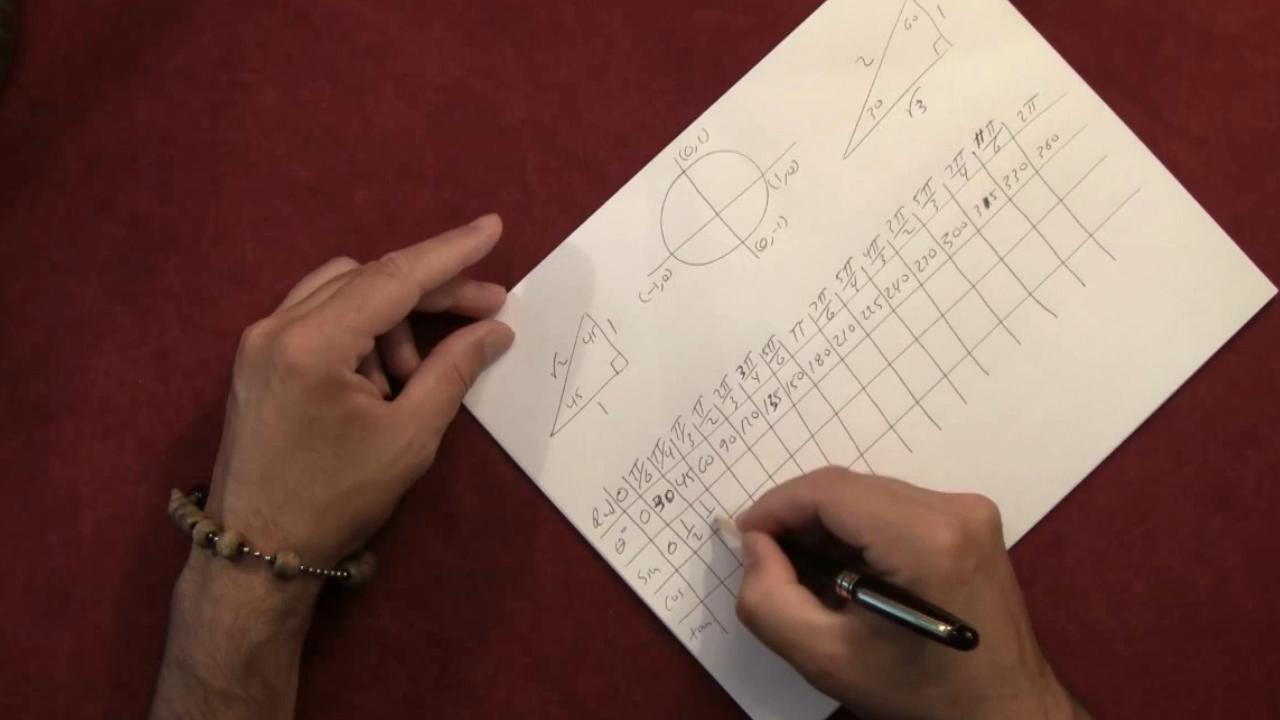 60 1
2
30 √3
(0,1)
(1,0)
(-1,0) (0,-1)
√2 45 1
45 1
Rad 0 π/6 π/4 π/3 π/2 2π/3 3π/4 5π/6 π 7π/6 5π/4 4π/3 3π/2 5π/3 7π/4 11π/6 2π
θ° 0 30 45 60 90 120 135 150 180 210 225 240 270 300 315 330 360
sin 0 1/2 1
cos
tan